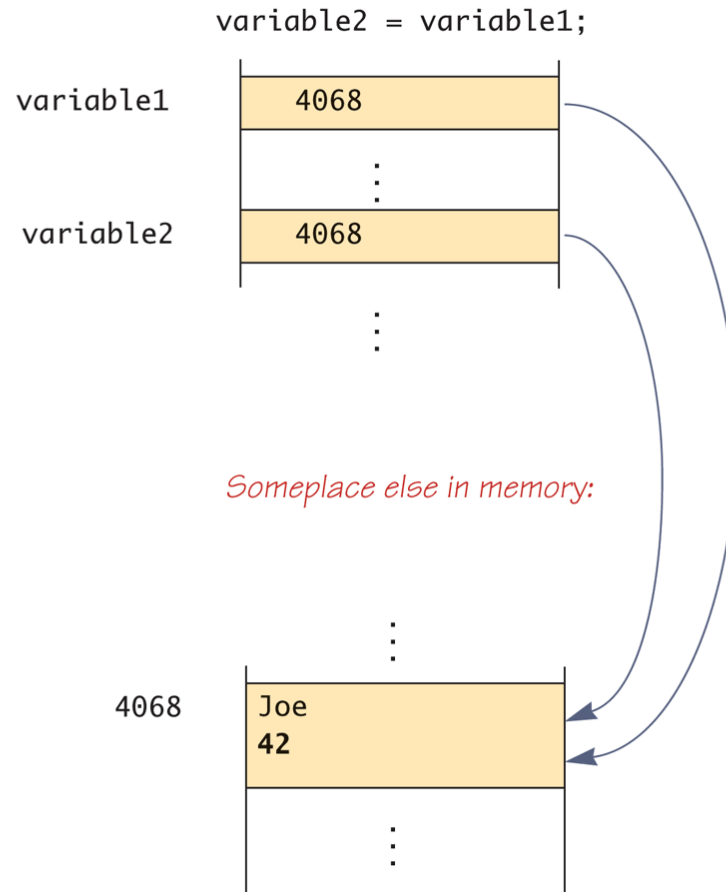 variable2 = variable1;
variable1 4068
variable2 4068
Someplace else in memory:
4068 Joe
42